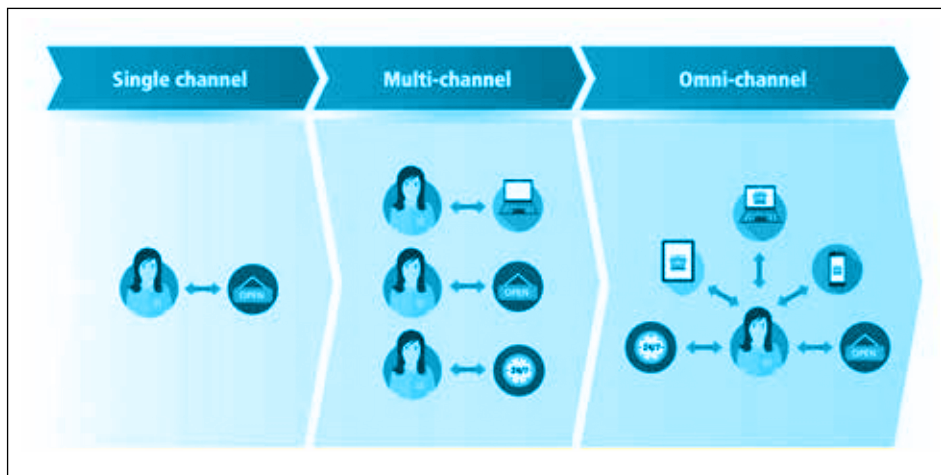 Single channel
Multi-channel
Omni-channel
OPEN
OPEN
24/7
24/7
OPEN